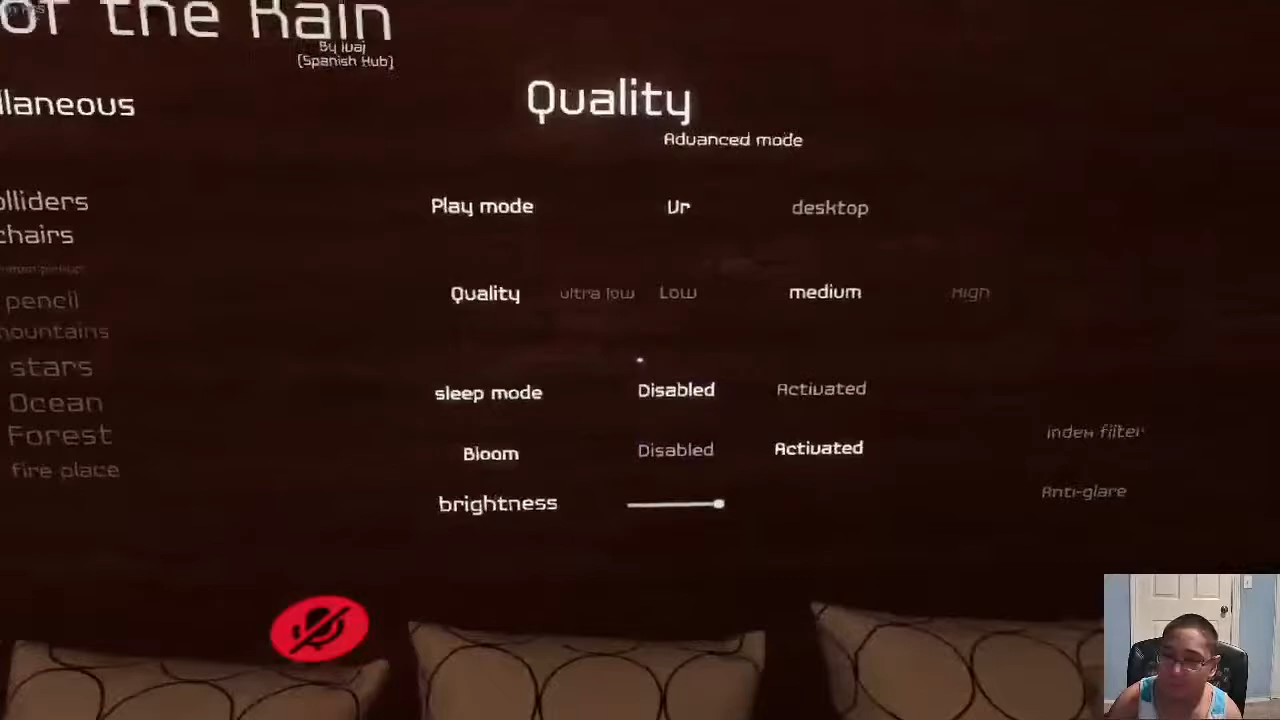 of the Rain
By ivaj
(Spanish Hub)
llaneous
olliders
chairs
pencil
mountains
stars
Ocean
Forest
fire place
Quality
Advanced mode
Play mode Vr desktop
Quality ultra low Low medium High
sleep mode Disabled Activated
Bloom Disabled Activated
brightness
index filter
Anti-glare